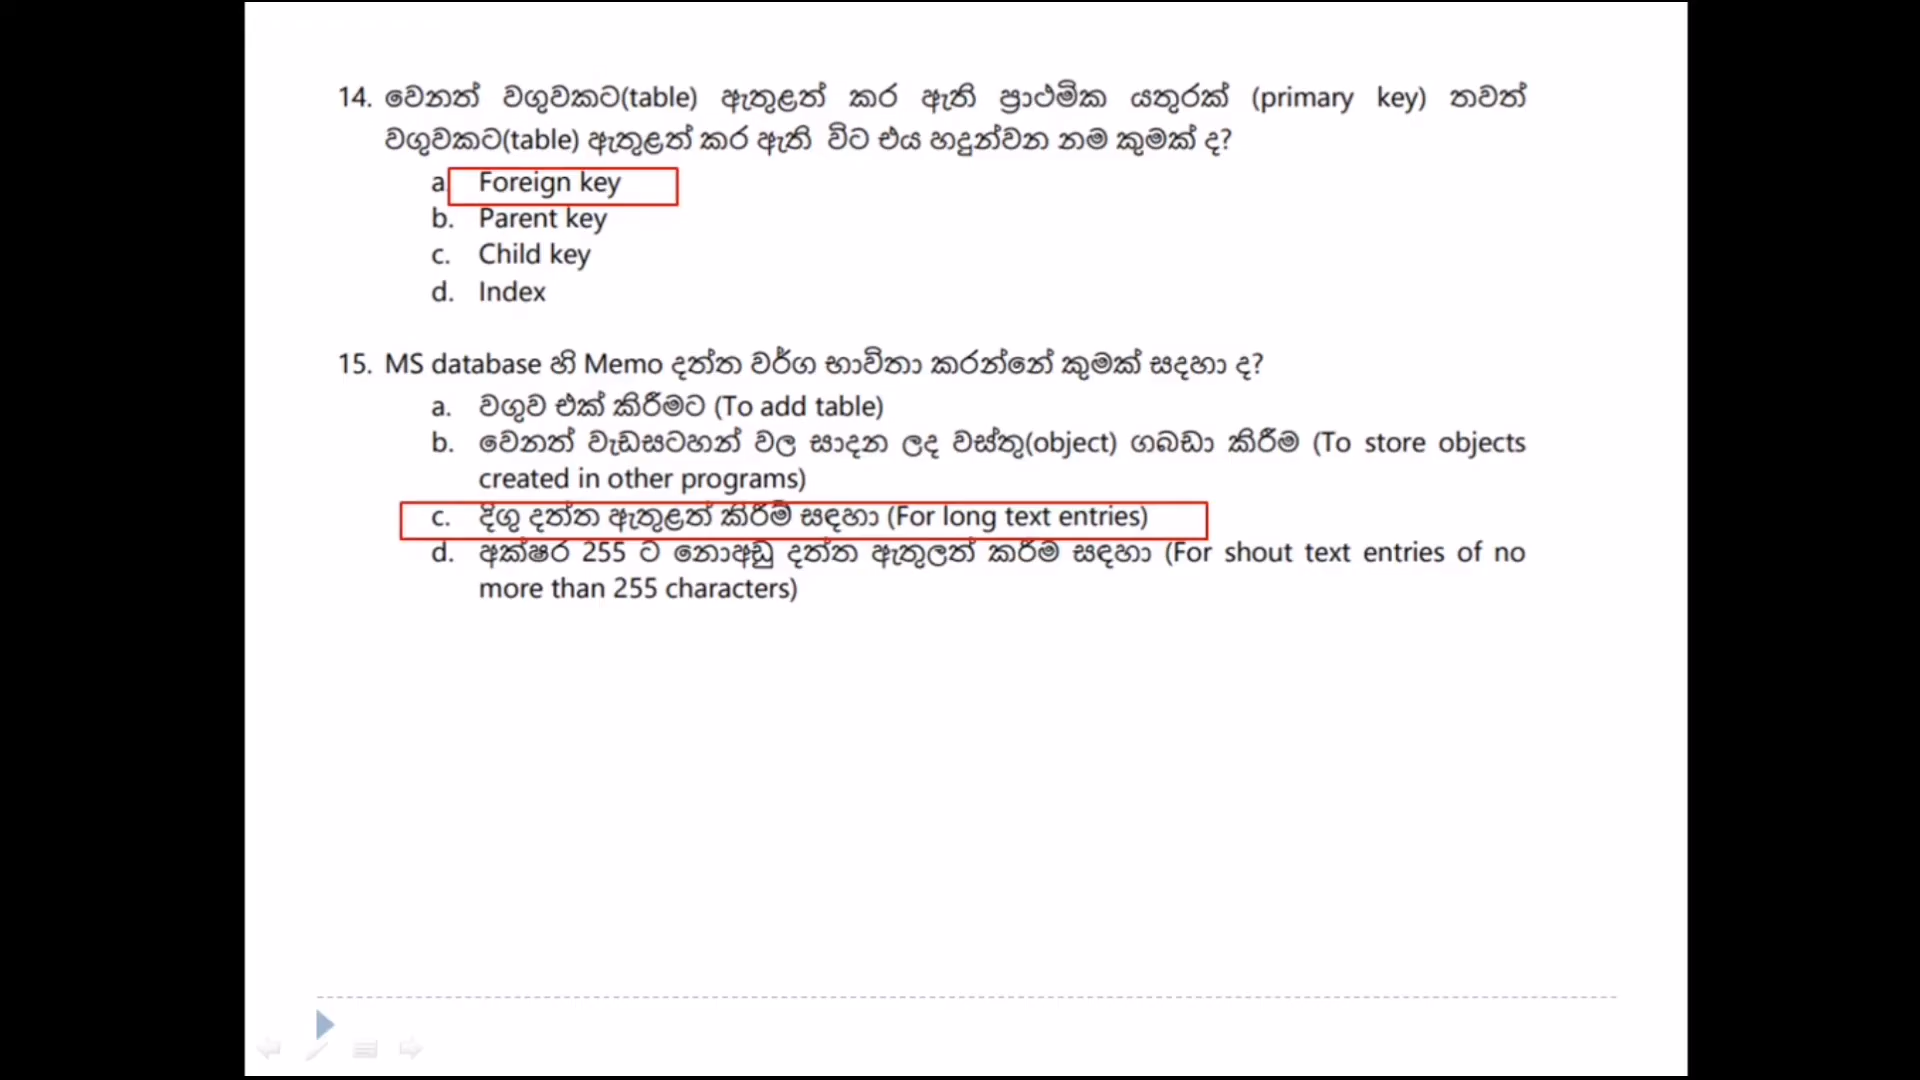 14. වෙනත් වගුවකට(table) ඇතුළත් කර ඇති ප්‍රාථමික යතුරක් (primary key) තවත්
වගුවකට(table) ඇතුළත් කර ඇති විට එය හදුන්වන නම කුමක් ද?
a Foreign key
b. Parent key
c. Child key
d. Index
15. MS database හි Memo දත්ත වර්ග භාවිතා කරන්නේ කුමක් සදහා ද?
a. වගුව එක් කිරීමට (To add table)
b. වෙනත් වැඩසටහන් වල සාදන ලද වස්තු(object) ගබඩා කිරීම (To store objects
created in other programs)
c. දිගු දත්ත ඇතුළත් කිරීම් සඳහා (For long text entries)
d. අක්ෂර 255 ට නොඅඩු දත්ත ඇතුලත් කරීම සඳහා (For shout text entries of no
more than 255 characters)